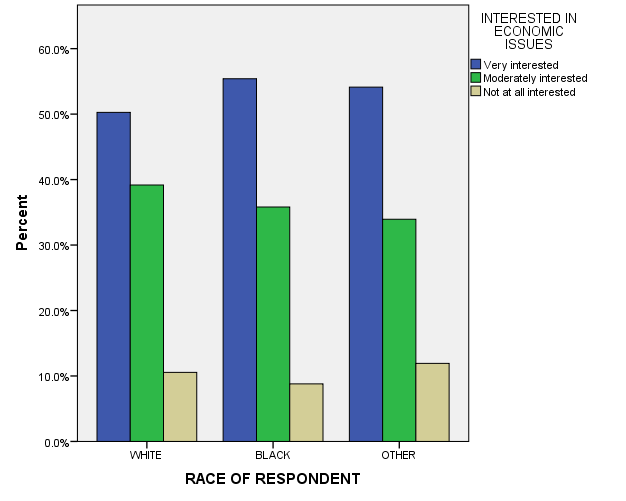 INTERESTED IN
ECONOMIC
ISSUES
Very interested
Moderately interested
Not at all interested
60.0%
50.0%
40.0%
30.0%
20.0%
10.0%
0.0%
Percent
WHITE
BLACK
OTHER
RACE OF RESPONDENT